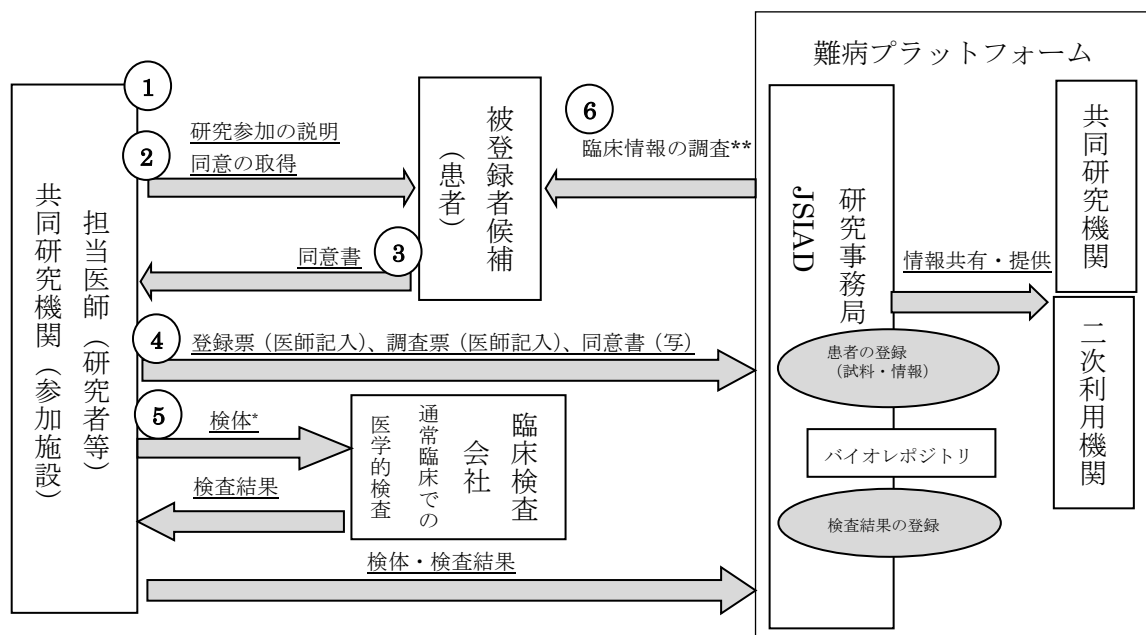 難病プラットフォーム
1
2
研究参加の説明
同意の取得
被登録者候補
（患者）
6
臨床情報の調査**
共同研究機関
担当医師（研究者等）
共同研究機関（参加施設）
3
同意書
研究事務局
JSIAD
情報共有・提供
4
登録票（医師記入）、調査票（医師記入）、同意書（写）
患者の登録
（試料・情報）
二次利用機関
5
検体*
臨床検査
会社
通常臨床での
医学的検査
バイオレポジトリ
検査結果
検査結果の登録
検体・検査結果